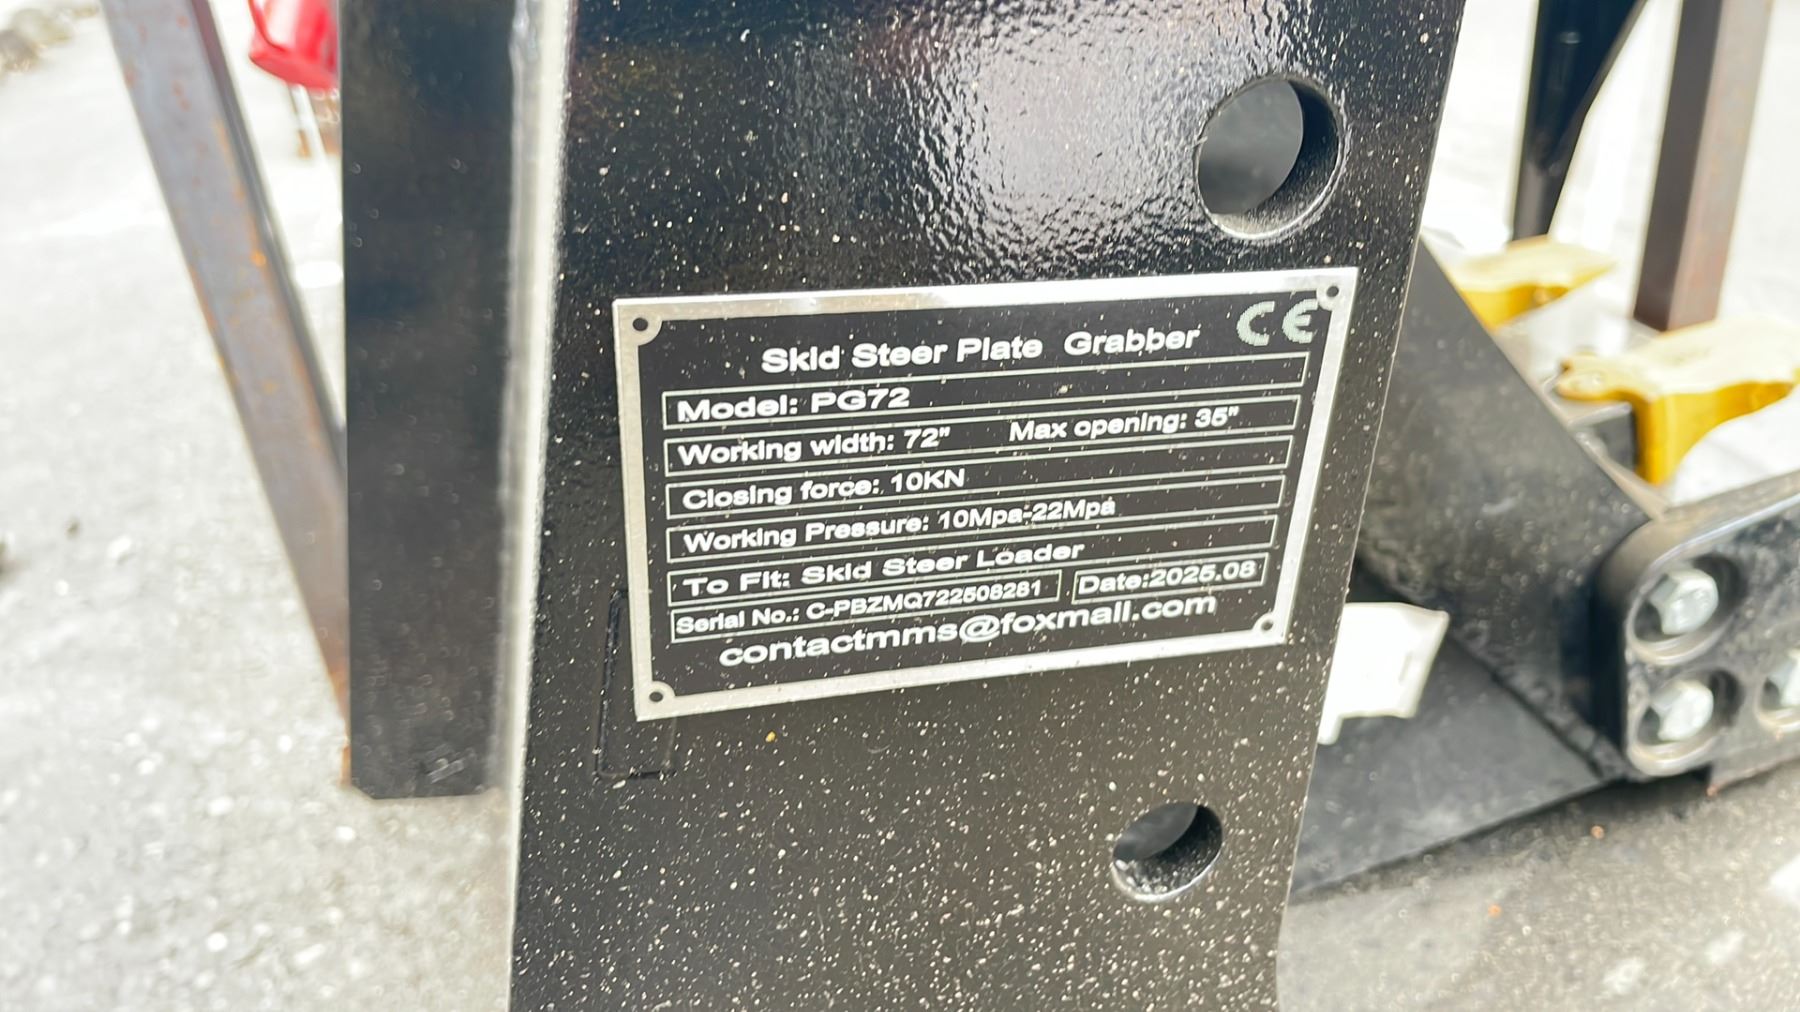 CE
Skid Steer Plate Grabber
Model: PG72
Working width: 72" Max opening: 35"
Closing force: 10KN
Working Pressure: 10Mpa-22Mpa
To Fit: Skid Steer Loader
Serial No.: C-PBZMQ722508281 Date:2025.08
contactmms@foxmail.com